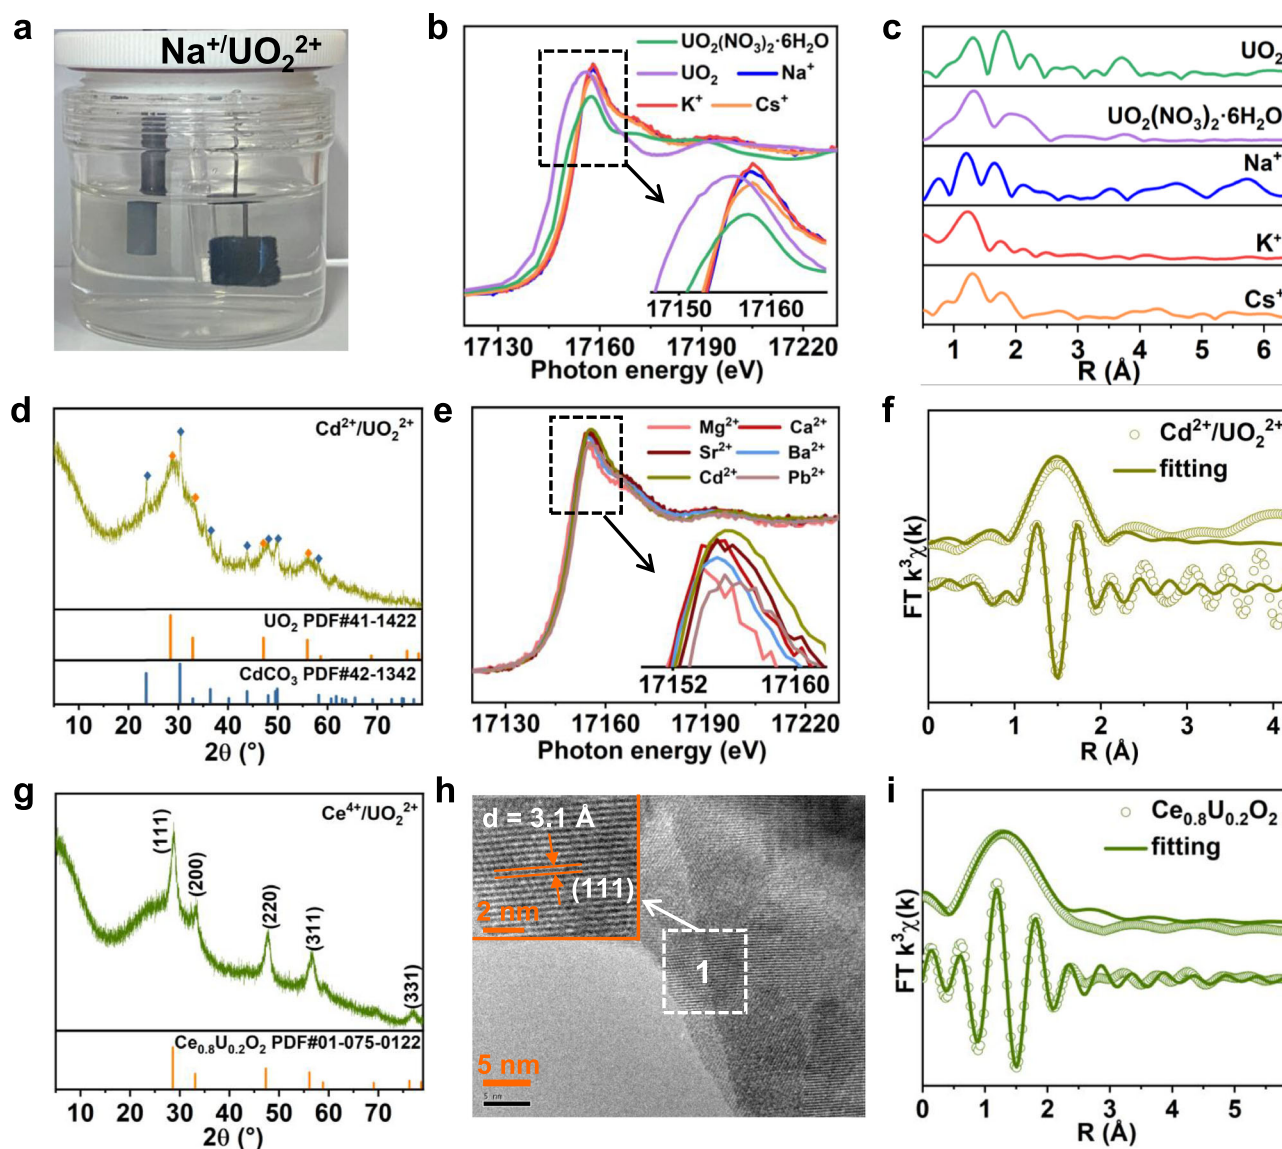 a
Na⁺/UO₂²⁺
b
UO₂(NO₃)₂·6H₂O
UO₂
Na⁺
K⁺
Cs⁺
17150
17160
17130
17160
17190
17220
Photon energy (eV)
c
UO₂
UO₂(NO₃)₂·6H₂O
Na⁺
K⁺
Cs⁺
1 2 3 4 5 6
R (Å)
d
Cd²⁺/UO₂²⁺
UO₂ PDF#41-1422
CdCO₃ PDF#42-1342
10 20 30 40 50 60 70
2θ (°)
e
Mg²⁺ Ca²⁺
Sr²⁺ Ba²⁺
Cd²⁺ Pb²⁺
17152 17160
17130 17160 17190 17220
Photon energy (eV)
f
Cd²⁺/UO₂²⁺
fitting
FT k³χ(k)
0 1 2 3 4
R (Å)
g
Ce⁴⁺/UO₂²⁺
(111)
(200)
(220)
(311)
(331)
Ce₀.₈U₀.₂O₂ PDF#01-075-0122
10 20 30 40 50 60 70
2θ (°)
h
d = 3.1 Å
(111)
2 nm
1
5 nm
5 nm
i
Ce₀.₈U₀.₂O₂
fitting
FT k³χ(k)
0 1 2 3 4 5
R (Å)